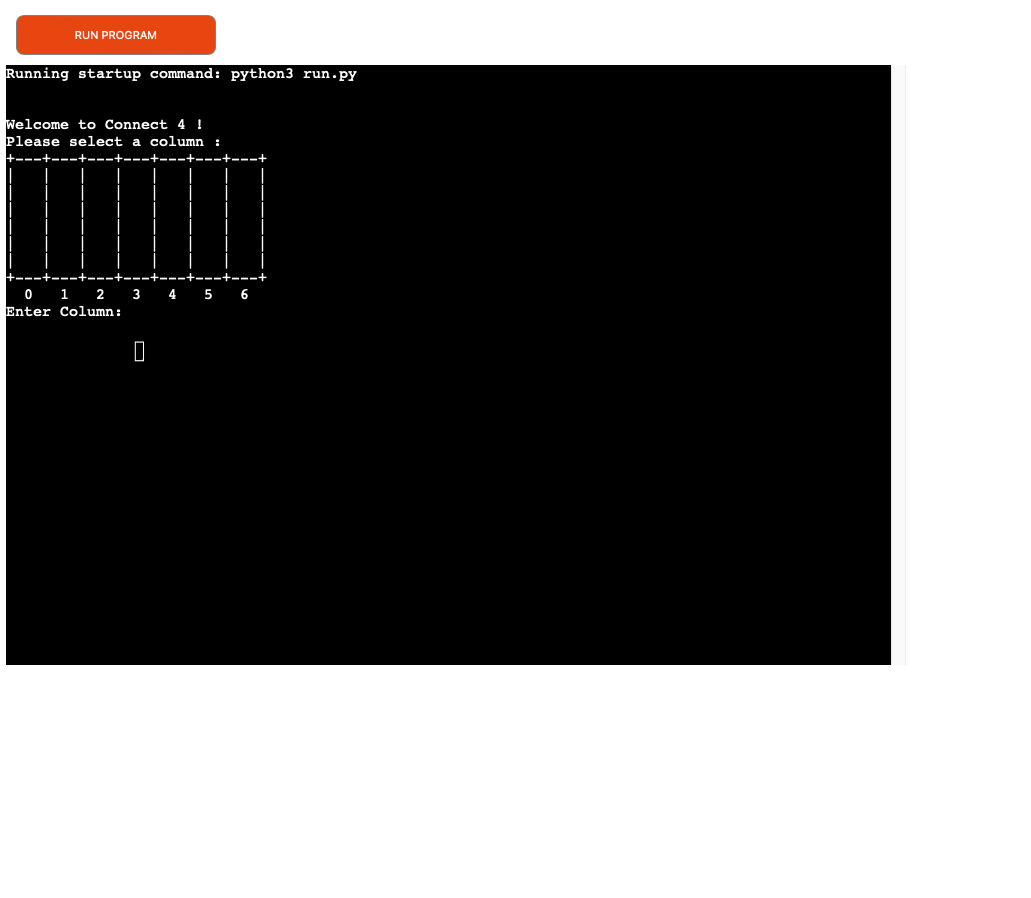 RUN PROGRAM
Running startup command: python3 run.py
Welcome to Connect 4 !
Please select a column :
+---+---+---+---+---+---+---+
|   |   |   |   |   |   |   |
|   |   |   |   |   |   |   |
|   |   |   |   |   |   |   |
|   |   |   |   |   |   |   |
|   |   |   |   |   |   |   |
|   |   |   |   |   |   |   |
+---+---+---+---+---+---+---+
  0   1   2   3   4   5   6
Enter Column: